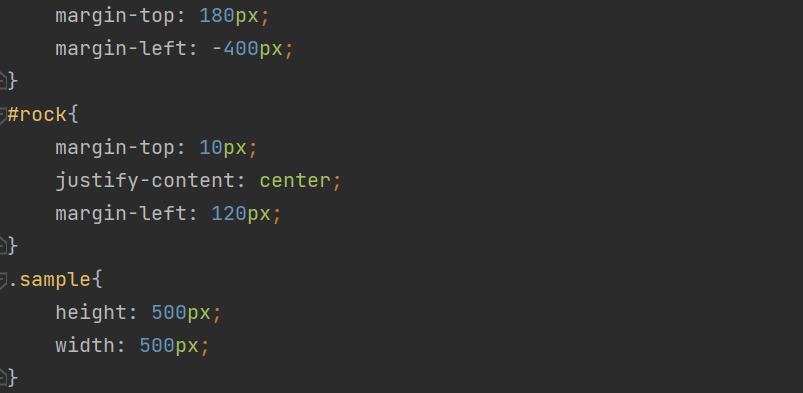 margin-top: 180px;
margin-left: -400px;
}
#rock{
margin-top: 10px;
justify-content: center;
margin-left: 120px;
}
.sample{
height: 500px;
width: 500px;
}